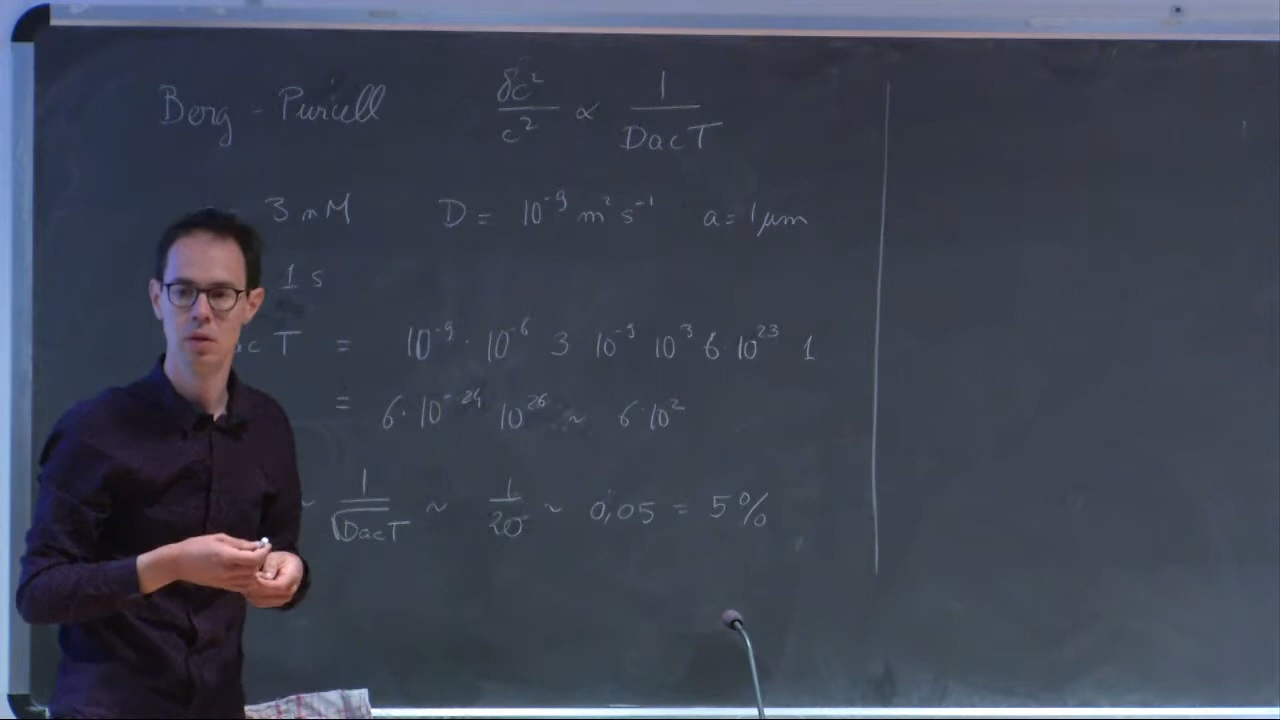 Berg - Purcell δc²/c² ∝ 1/DacT
3 nM D = 10⁻⁹ m² s⁻¹ a = 1 μm
1 s
ac T = 10⁻⁹ · 10⁻⁶ 3 10⁻⁹ 10³ 6 · 10²³ 1
= 6 · 10⁻²⁴ 10²⁶ ~ 6 10²
~ 1/√DacT ~ 1/20 ~ 0,05 = 5 %